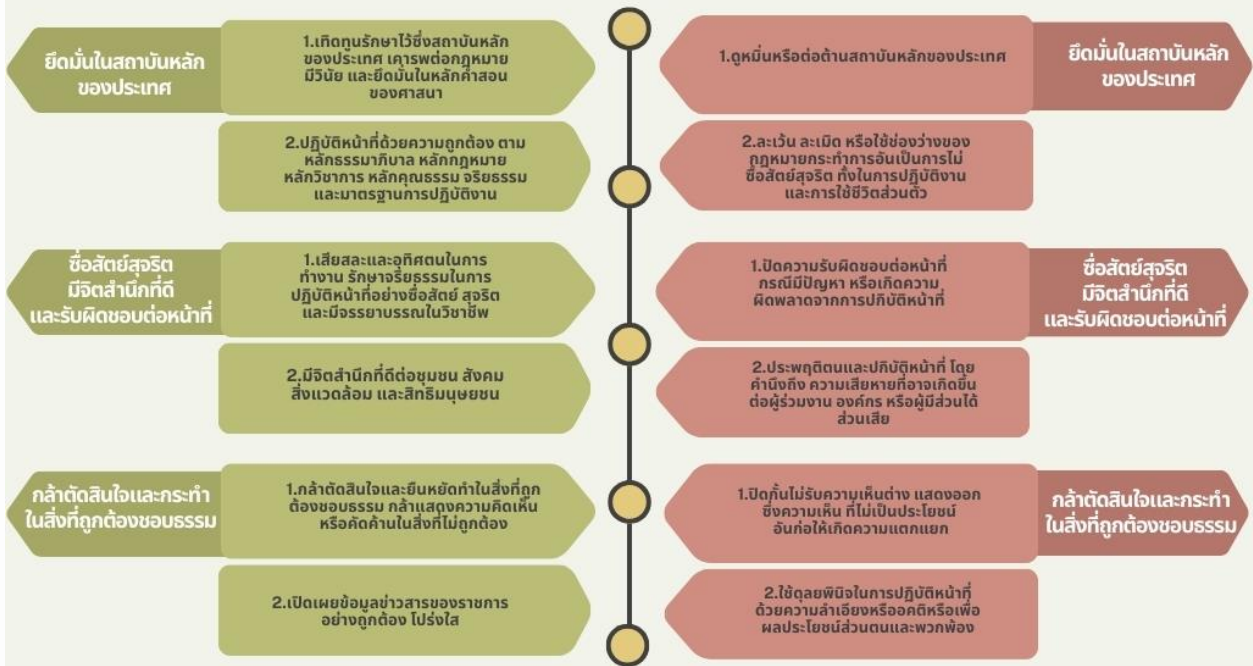 ยึดมั่นในสถาบันหลัก
ของประเทศ
1.เทิดทูนรักษาไว้ซึ่งสถาบันหลัก
ของประเทศ เคารพต่อกฎหมาย
มีวินัย และยึดมั่นในหลักคำสอน
ของศาสนา
2.ปฏิบัติหน้าที่ด้วยความถูกต้อง ตาม
หลักธรรมาภิบาล หลักกฎหมาย
หลักวิชาการ หลักคุณธรรม จริยธรรม
และมาตรฐานการปฏิบัติงาน
1.ดูหมิ่นหรือต่อต้านสถาบันหลักของประเทศ
ยึดมั่นในสถาบันหลัก
ของประเทศ
2.ละเว้น ละเมิด หรือใช้ช่องว่างของ
กฎหมายกระทำการอันเป็นการไม่
ซื่อสัตย์สุจริต ทั้งในการปฏิบัติงาน
และการใช้ชีวิตส่วนตัว
ซื่อสัตย์สุจริต
มีจิตสำนึกที่ดี
และรับผิดชอบต่อหน้าที่
1.เสียสละและอุทิศตนในการ
ทำงาน รักษาจริยธรรมในการ
ปฏิบัติหน้าที่อย่างซื่อสัตย์ สุจริต
และมีจรรยาบรรณในวิชาชีพ
2.มีจิตสำนึกที่ดีต่อชุมชน สังคม
สิ่งแวดล้อม และสิทธิมนุษยชน
1.ปัดความรับผิดชอบต่อหน้าที่
กรณีมีปัญหา หรือเกิดความ
ผิดพลาดจากการปกิบัติหน้าที่
ซื่อสัตย์สุจริต
มีจิตสำนึกที่ดี
และรับผิดชอบต่อหน้าที่
2.ประพฤติตนและปกิบัติหน้าที่ โดย
คำนึงถึง ความเสียหายที่อาจเกิดขึ้น
ต่อผู้ร่วมงาน องค์กร หรือผู้มีส่วนได้
ส่วนเสีย
กล้าตัดสินใจและกระทำ
ในสิ่งที่ถูกต้องชอบธรรม
1.กล้าตัดสินใจและยืนหยัดทำในสิ่งที่ถูก
ต้องชอบธรรม กล้าแสดงความคิดเห็น
หรือคัดค้านในสิ่งที่ไม่ถูกต้อง
2.เปิดเผยข้อมูลข่าวสารของราชการ
อย่างถูกต้อง โปร่งใส
1.ปิดกั้นไม่รับความเห็นต่าง แสดงออก
ซึ่งความเห็น ที่ไม่เป็นประโยชน์
อันก่อให้เกิดความแตกแยก
กล้าตัดสินใจและกระทำ
ในสิ่งที่ถูกต้องชอบธรรม
2.ใช้ดุลยพินิจในการปฏิบัติหน้าที่
ด้วยความลำเอียงหรืออคติหรือเพื่อ
ผลประโยชน์ส่วนตนและพวกพ้อง